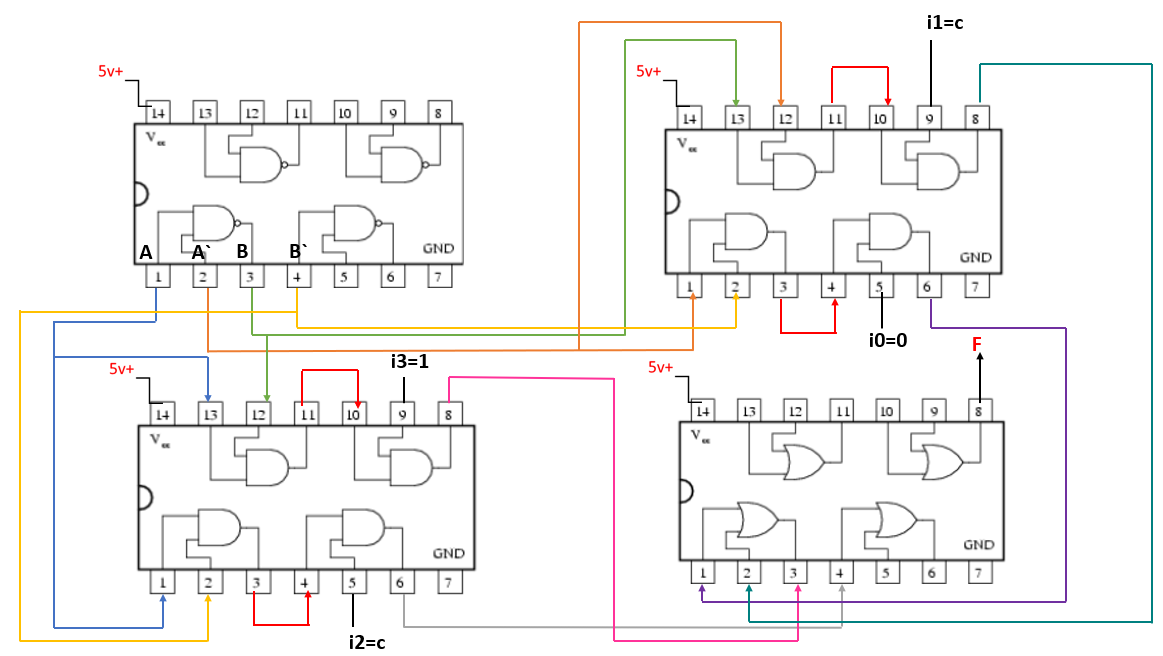 i1=c
5v+
5v+
14 13 12 11 10 9 8
14 13 12 11 10 9 8
Vcc
Vcc
A A` B B` GND
GND
1 2 3 4 5 6 7
1 2 3 4 5 6 7
i0=0
i3=1
F
5v+
5v+
14 13 12 11 10 9 8
14 13 12 11 10 9 8
Vcc
Vcc
GND
GND
1 2 3 4 5 6 7
1 2 3 4 5 6 7
i2=c